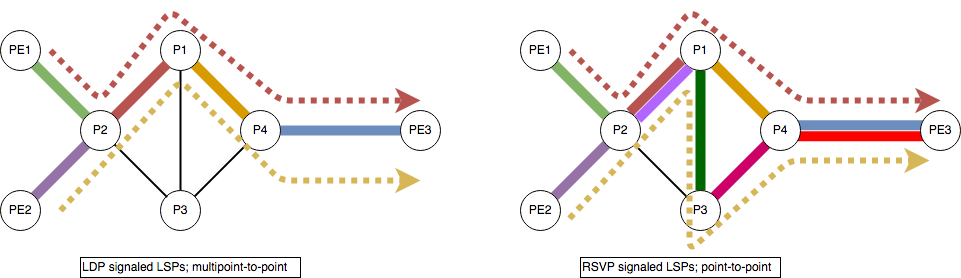 PE1
P1
P2
P4
PE3
PE2
P3
LDP signaled LSPs; multipoint-to-point
PE1
P1
P2
P4
PE3
PE2
P3
RSVP signaled LSPs; point-to-point